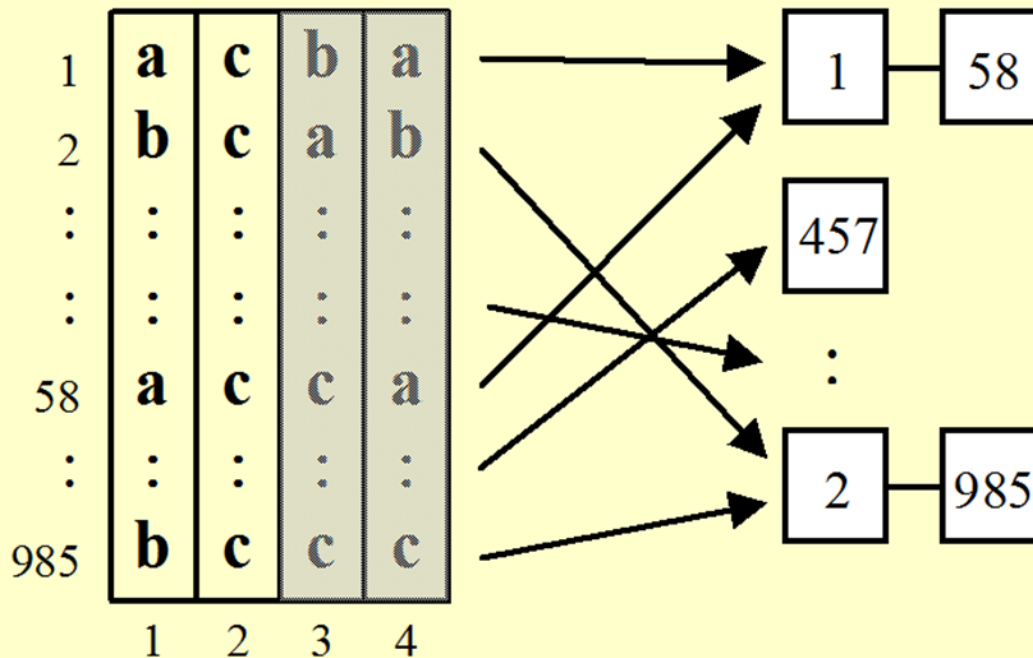 1 a c b a
2 b c a b
: : : : :
: : : : :
58 a c c a
: : : : :
985 b c c c
1 2 3 4
1 58
457
:
2 985